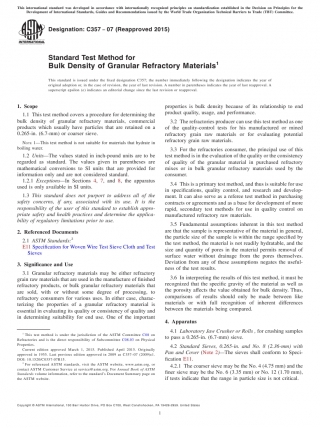 This international standard was developed in accordance with internationally recognized principles on standardization established in the Decision on Principles for the
Development of International Standards, Guides and Recommendations issued by the World Trade Organization Technical Barriers to Trade (TBT) Committee.
Designation: C357 − 07 (Reapproved 2015)
Standard Test Method for
Bulk Density of Granular Refractory Materials1
This standard is issued under the fixed designation C357; the number immediately following the designation indicates the year of
original adoption or, in the case of revision, the year of last revision. A number in parentheses indicates the year of last reapproval. A
superscript epsilon (ε) indicates an editorial change since the last revision or reapproval.
1. Scope
1.1 This test method covers a procedure for determining the
bulk density of granular refractory materials, commercial
products which usually have particles that are retained on a
0.265-in. (6.7-mm) or coarser sieve.
NOTE 1—This test method is not suitable for materials that hydrate in
boiling water.
1.2 Units—The values stated in inch-pound units are to be
regarded as standard. The values given in parentheses are
mathematical conversions to SI units that are provided for
information only and are not considered standard.
1.2.1 Exceptions—In Sections 4, 7, and 8, the apparatus
used is only available in SI units.
1.3 This standard does not purport to address all of the
safety concerns, if any, associated with its use. It is the
responsibility of the user of this standard to establish appro-
priate safety and health practices and determine the applica-
bility of regulatory limitations prior to use.
2. Referenced Documents
2.1 ASTM Standards:2
E11 Specification for Woven Wire Test Sieve Cloth and Test
Sieves
3. Significance and Use
3.1 Granular refractory materials may be either refractory
grain raw materials that are used in the manufacture of finished
refractory products, or bulk granular refractory materials that
are sold, with or without some degree of processing, to
refractory consumers for various uses. In either case, charac-
terizing the properties of a granular refractory material is
essential in evaluating its quality or consistency of quality and
in determining suitability for end use. One of the important
1 This test method is under the jurisdiction of ASTM Committee C08 on
Refractories and is the direct responsibility of Subcommittee C08.03 on Physical
Properties.
Current edition approved March 1, 2015. Published April 2015. Originally
approved in 1955. Last previous edition approved in 2009 as C357-07
DOI: 10.1520/C0357-07R15.
2 For referenced ASTM standards, visit the ASTM website, www.astm.org, or
contact ASTM Customer Service at service@astm.org. For Annual Book of ASTM
Standards volume information, refer to the standard's Document Summary page on
the ASTM website.
properties is bulk density because of its relationship to end
product quality, usage, and performance.
3.2 The refractories producer can use this test method as one
of the quality-control tests for his manufactured or mined
refractory grain raw materials or for evaluating potential
refractory grain raw materials.
3.3 For the refractories consumer, the principal use of this
test method is in the evaluation of the quality or the consistency
of quality of the granular material in purchased refractory
mixes or in bulk granular refractory materials used by the
consumer.
3.4 This is a primary test method, and thus is suitable for use
in specifications, quality control, and research and develop-
ment. It can also serve as a referee test method in purchasing
contracts or agreements and as a base for development of more
rapid, secondary test methods for use in quality control on
manufactured refractory raw materials.
3.5 Fundamental assumptions inherent in this test method
are that the sample is representative of the material in general,
the particle size of the sample is within the range specified by
the test method, the material is not readily hydratable, and the
size and quantity of pores in the material permits removal of
surface water without drainage from the pores themselves.
Deviation from any of these assumptions negates the useful-
ness of the test results.
3.6 In interpreting the results of this test method, it must be
recognized that the specific gravity of the material as well as
the porosity affects the value obtained for bulk density. Thus,
comparisons of results should only be made between like
materials or with full recognition of inherent differences
between the materials being compared.
4. Apparatus
4.1 Laboratory Jaw Crusher or Rolls, for crushing samples
to pass a 0.265-in. (6.7-mm) sieve.
4.2 Standard Sieves, 0.265-in. and No. 8 (2.36-mm) with
Pan and Cover (Note 2)—The sieves shall conform to Speci-
fication E11.
4.2.1 The coarser sieve may be the No. 4 (4.75 mm) and the
finer sieve may be the No. 6 (3.35 mm) or No. 12 (1.70 mm),
if tests indicate that the range in particle size is not critical.
Copyright © ASTM International, 100 Barr Harbor Drive, PO Box C700, West Conshohocken, PA 19428-2959. United States
1